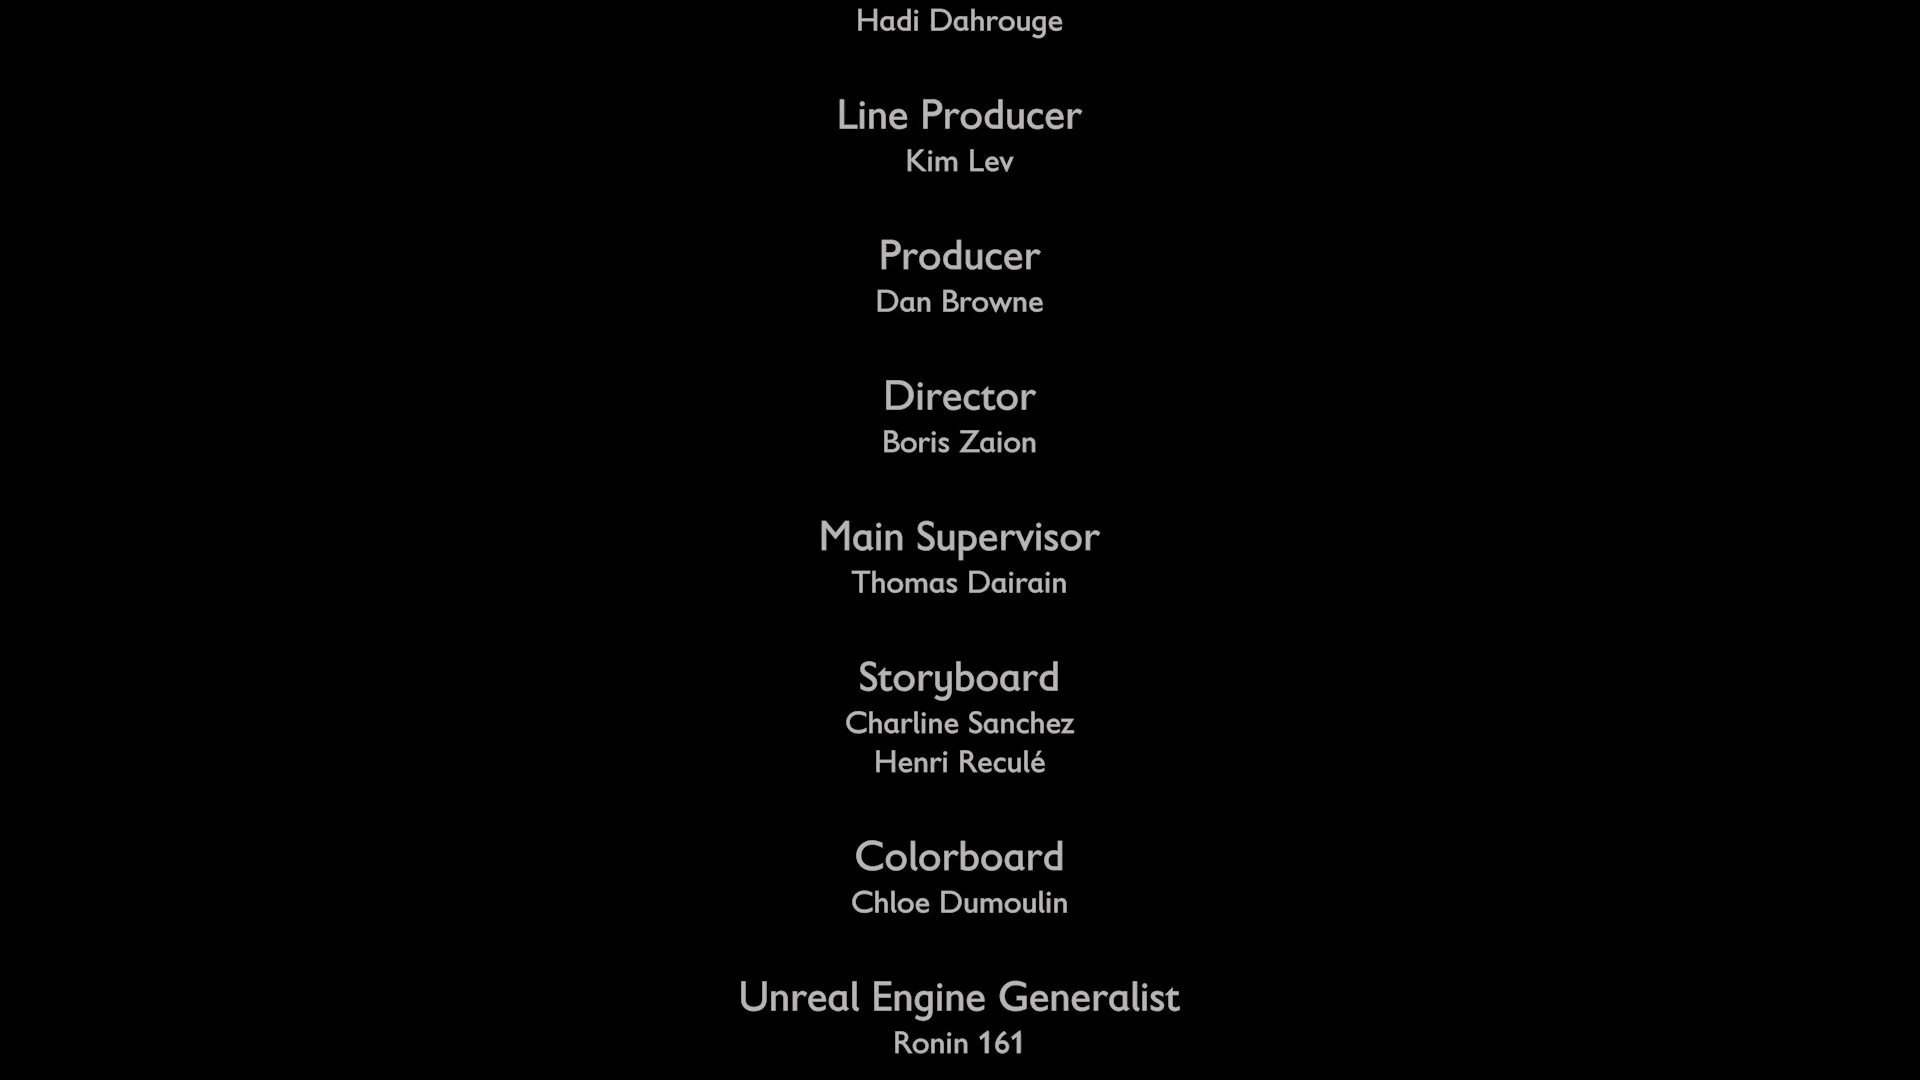 Hadi Dahrouge
Line Producer
Kim Lev
Producer
Dan Browne
Director
Boris Zaion
Main Supervisor
Thomas Dairain
Storyboard
Charline Sanchez
Henri Reculé
Colorboard
Chloe Dumoulin
Unreal Engine Generalist
Ronin 161